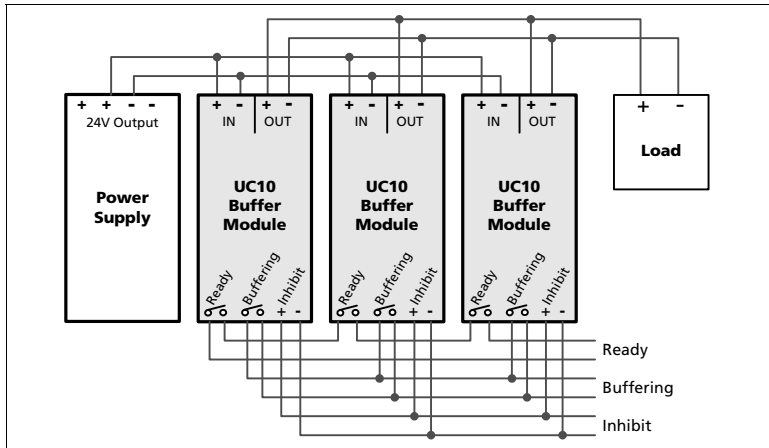 + + - -
24V Output
Power
Supply
+ - + -
IN OUT
UC10
Buffer
Module
Ready
Buffering
Inhibit
+ -
+ - + -
IN OUT
UC10
Buffer
Module
Ready
Buffering
Inhibit
+ -
+ - + -
IN OUT
UC10
Buffer
Module
Ready
Buffering
Inhibit
+ -
+ -
Load
Ready
Buffering
Inhibit